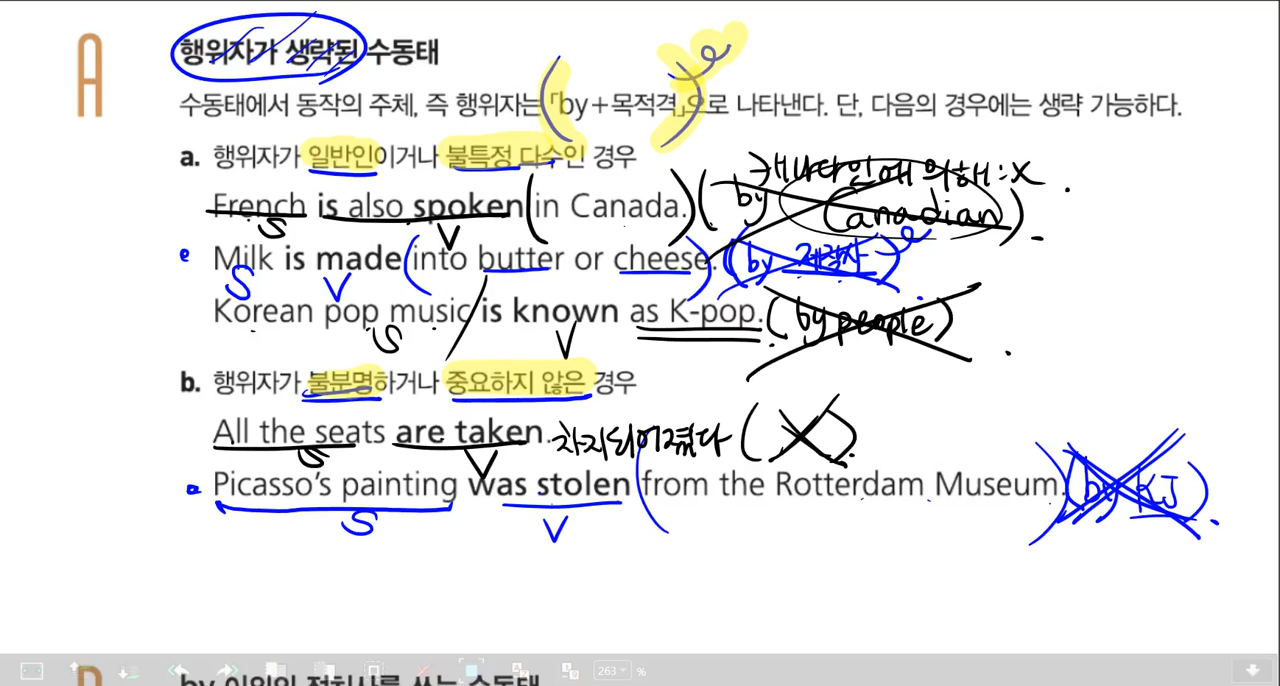 A
행위자가 생략된 수동태
수동태에서 동작의 주체, 즉 행위자는 「by+목적격」으로 나타낸다. 단, 다음의 경우에는 생략 가능하다.
a. 행위자가 일반인이거나 불특정 다수인 경우
캐나다인에 의해 : X
French is also spoken (in Canada.) (by Canadian).
S V
Milk is made (into butter or cheese). (by 제작자)
S V
Korean pop music / is known as K-pop. (by people)
S V
b. 행위자가 불분명하거나 중요하지 않은 경우
All the seats are taken. 차지되어졌다 ( X ).
S V
Picasso's painting was stolen (from the Rotterdam Museum.) (by KJ).
S V
263 %
by 이외의 전치사를 쓰는 수동태